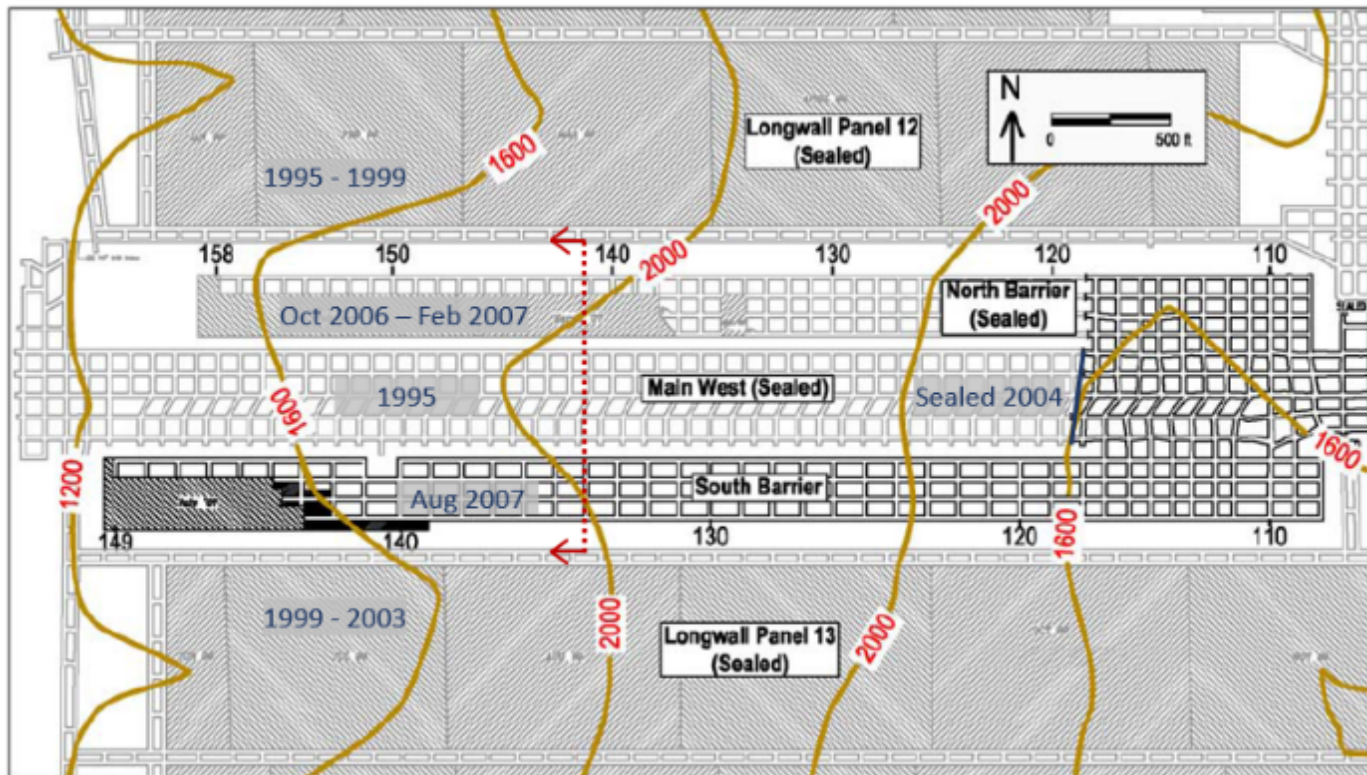 N
0 500 ft
Longwall Panel 12
(Sealed)
1600
1995 - 1999
2000
158 150 140 130 120 110
2000
North Barrier
(Sealed)
Oct 2006 – Feb 2007
1995
Main West (Sealed)
Sealed 2004
1600
1600
1200
Aug 2007
South Barrier
149 140 130 120 110
1600
1999 - 2003
2000
Longwall Panel 13
(Sealed)
2000